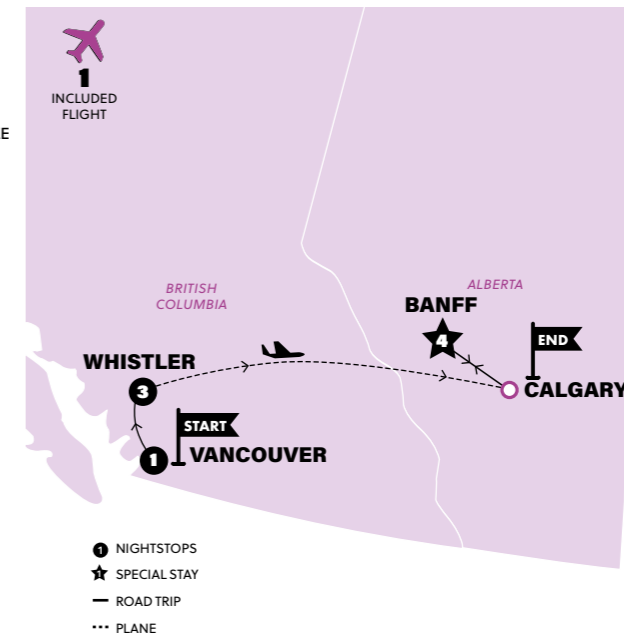 1
INCLUDED
FLIGHT
E
BRITISH
COLUMBIA
ALBERTA
BANFF
4
END
WHISTLER
3
CALGARY
START
1
VANCOUVER
1 NIGHTSTOPS
1 SPECIAL STAY
ROAD TRIP
PLANE